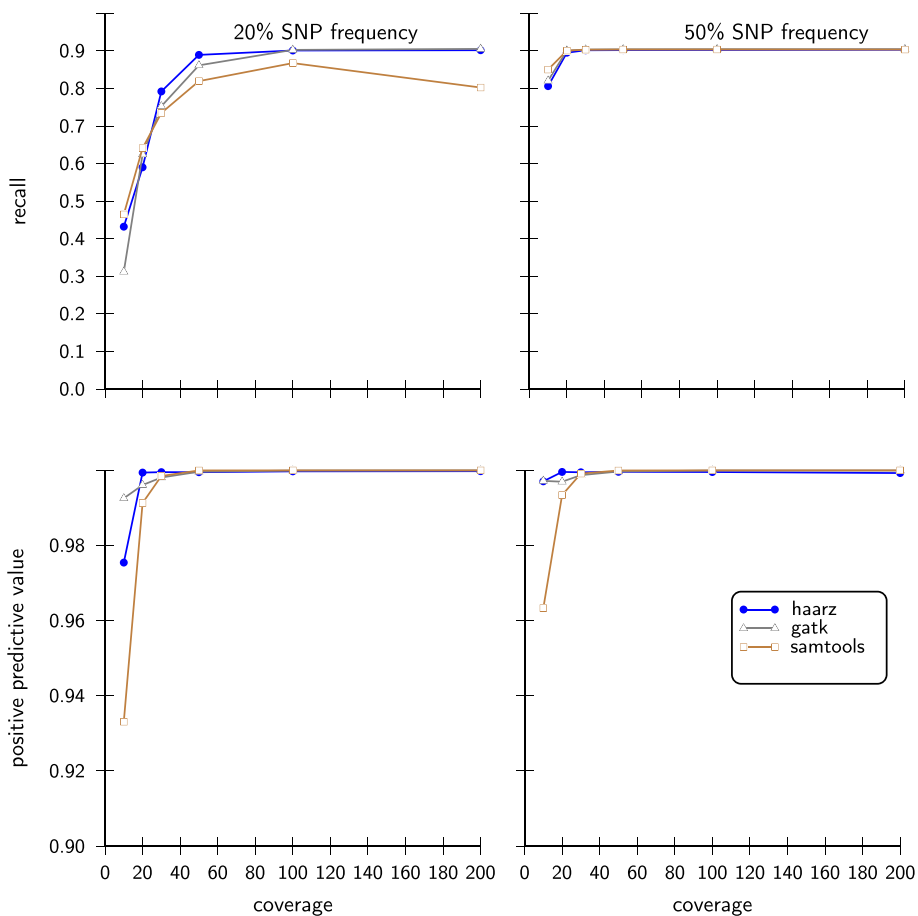 20% SNP frequency
50% SNP frequency
0.9
0.8
0.7
0.6
0.5
0.4
0.3
0.2
0.1
0.0
recall
0.98
0.96
0.94
0.92
0.90
positive predictive value
haarz
gatk
samtools
0 20 40 60 80 100 120 140 160 180 200
0 20 40 60 80 100 120 140 160 180 200
coverage
coverage